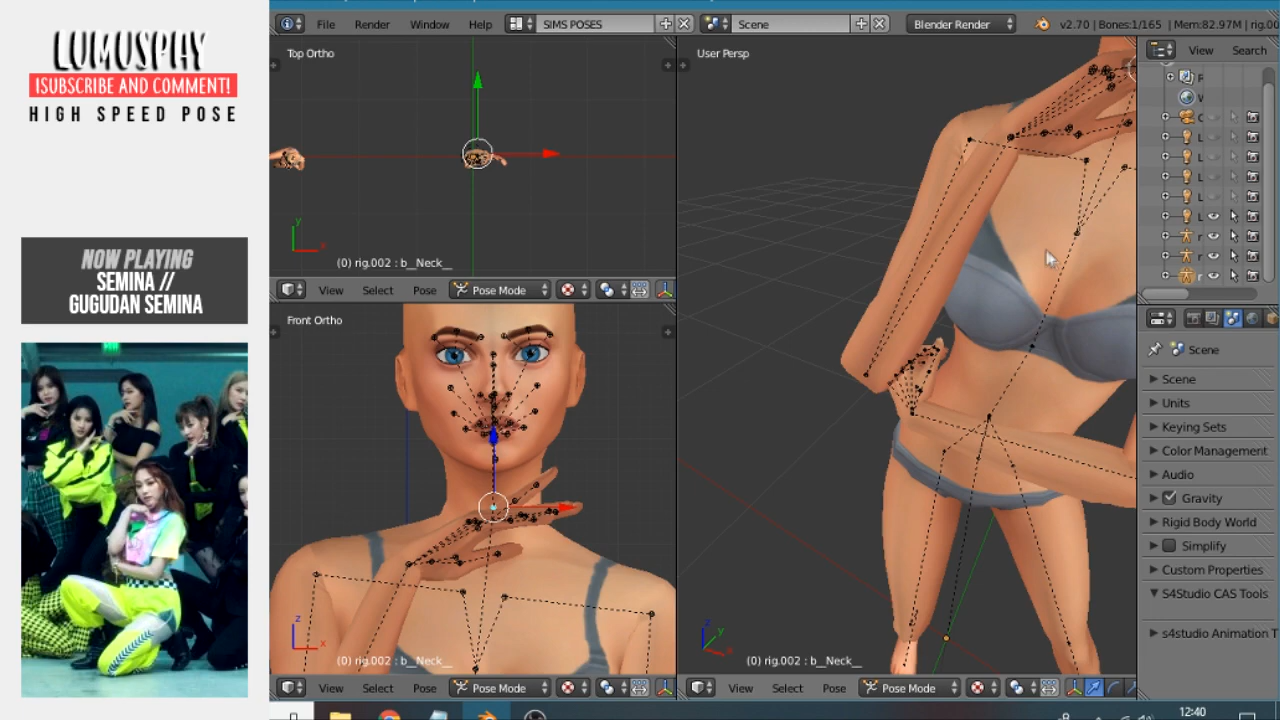 LUMUSPHY
!SUBSCRIBE AND COMMENT!
HIGH SPEED POSE
NOW PLAYING
SEMINA //
GUGUDAN SEMINA
File Render Window Help SIMS POSES Scene Blender Render v2.70 | Bones:1/165 | Mem:82.97M | rig.00
Top Ortho
y
x
(0) rig.002 : b__Neck__
View Select Pose Pose Mode
Front Ortho
z
x
(0) rig.002 : b__Neck__
View Select Pose Pose Mode
User Persp
z
y
x
(0) rig.002 : b__Neck__
View Select Pose Pose Mode
View Search
Scene
Scene
Units
Keying Sets
Color Management
Audio
Gravity
Rigid Body World
Simplify
Custom Properties
S4Studio CAS Tools
s4studio Animation T
12:40